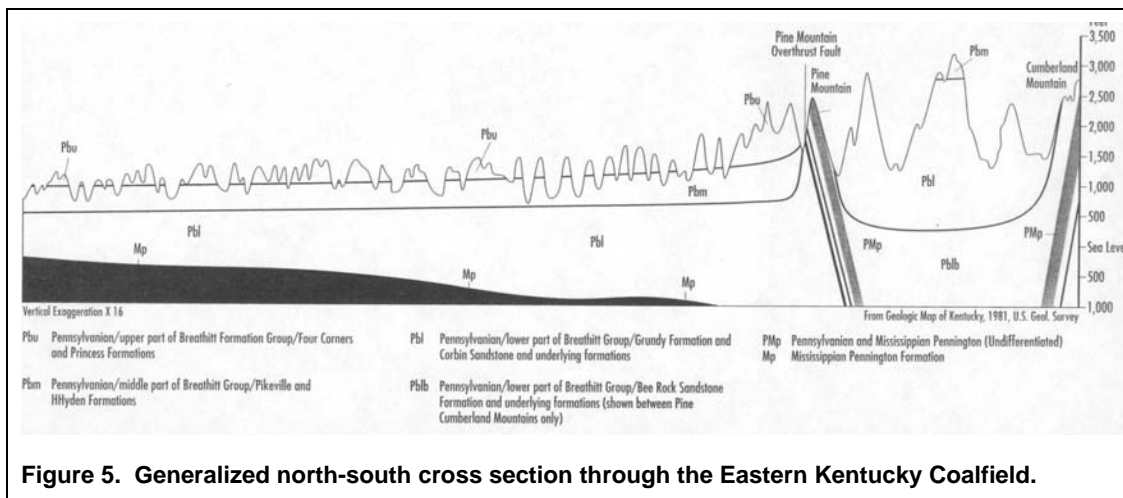 Feet
3,500
3,000
2,500
2,000
1,500
1,000
500
Sea Level
500
1,000
Pine Mountain
Overthrust Fault
Pine
Mountain
Pbm
Cumberland
Mountain
Pbu
Pbu
Pbu
Pbm
Pbl
Pbl
Pbl
PMp
PMp
Pblb
Mp
Mp
Mp
Vertical Exaggeration X 16
From Geologic Map of Kentucky, 1981, U.S. Geol. Survey
Pbu Pennsylvanian/upper part of Breathitt Formation Group/Four Corners
and Princess Formations
Pbm Pennsylvanian/middle part of Breathitt Group/Pikeville and
HHyden Formations
Pbl Pennsylvanian/lower part of Breathitt Group/Grundy Formation and
Corbin Sandstone and underlying formations
Pblb Pennsylvanian/lower part of Breathitt Group/Bee Rock Sandstone
Formation and underlying formations (shown between Pine
Cumberland Mountains only)
PMp Pennsylvanian and Mississippian Pennington (Undifferentiated)
Mp Mississippian Pennington Formation
Figure 5. Generalized north-south cross section through the Eastern Kentucky Coalfield.